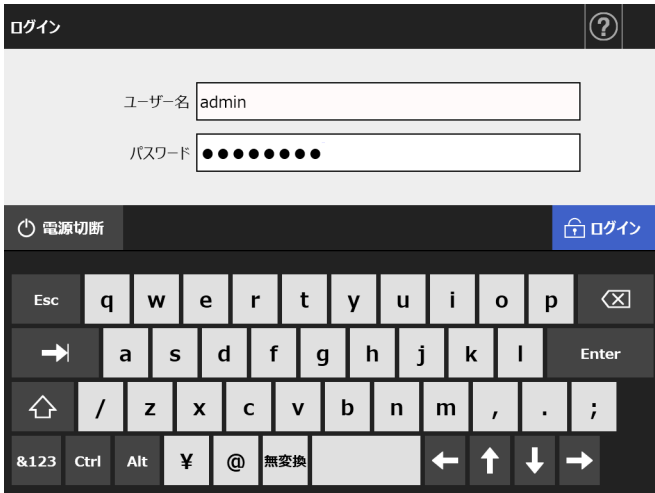 ログイン ?
ユーザー名 admin
パスワード ●●●●●●●●
電源切断 ログイン
Esc q w e r t y u i o p
a s d f g h j k l Enter
/ z x c v b n m , . ;
&123 Ctrl Alt ¥ @ 無変換